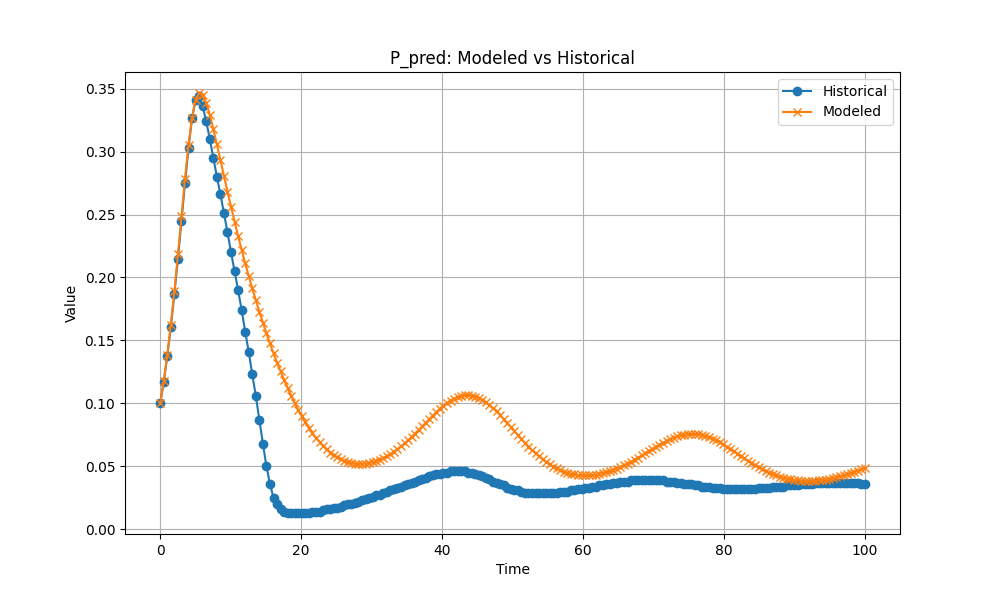 P_pred: Modeled vs Historical
Historical
Modeled
Value
0.35
0.30
0.25
0.20
0.15
0.10
0.05
0.00
0 20 40 60 80 100
Time